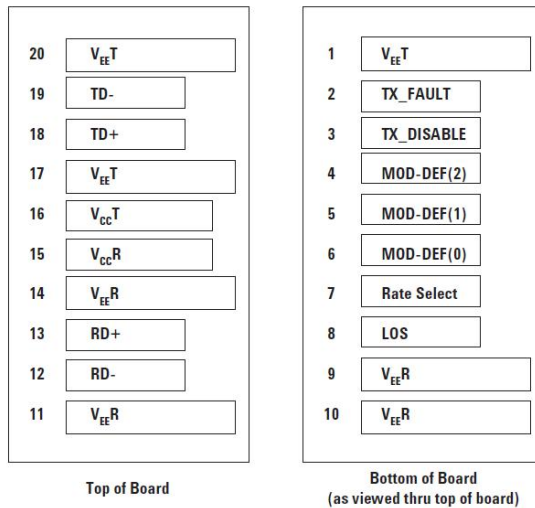 20 VEET
19 TD-
18 TD+
17 VEET
16 VCCT
15 VCCR
14 VEER
13 RD+
12 RD-
11 VEER
Top of Board
1 VEET
2 TX_FAULT
3 TX_DISABLE
4 MOD-DEF(2)
5 MOD-DEF(1)
6 MOD-DEF(0)
7 Rate Select
8 LOS
9 VEER
10 VEER
Bottom of Board
(as viewed thru top of board)